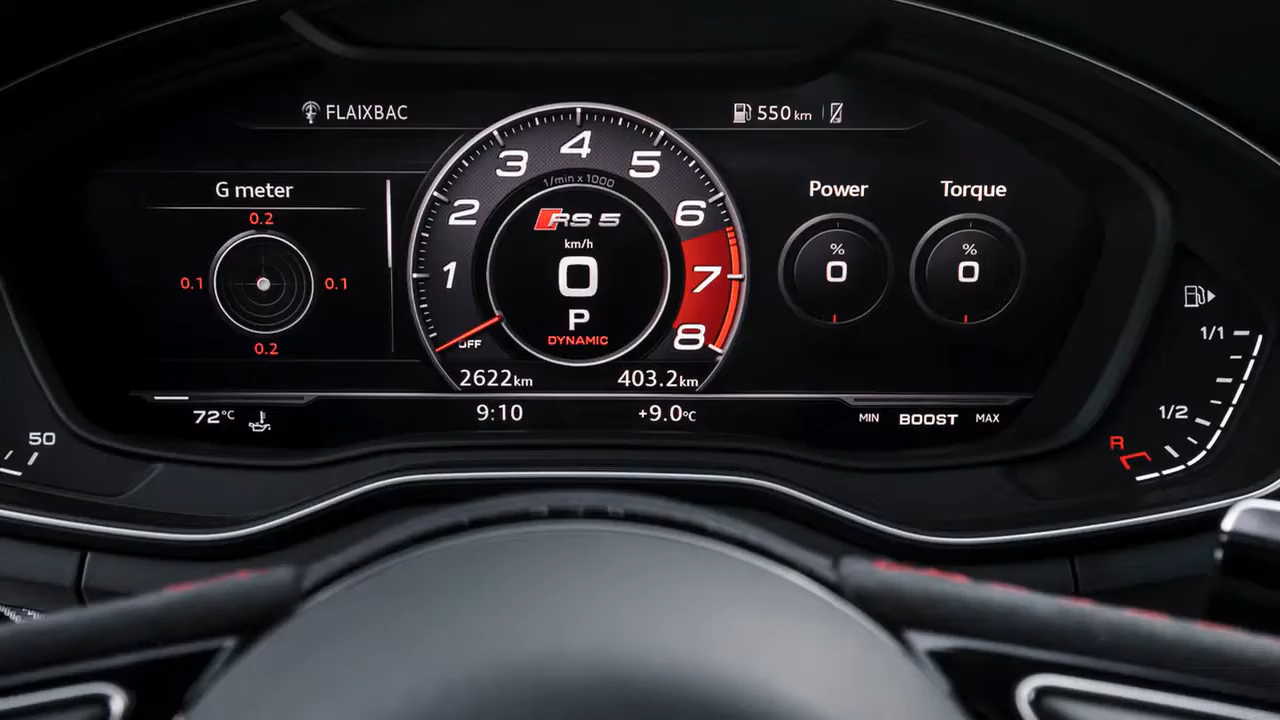 FLAIXBAC
550 km
G meter
0.2
0.1
0.1
0.2
1
2
3
4
5
6
7
8
1/min x 1000
RS 5
km/h
0
P
DYNAMIC
OFF
2622km
403.2km
Power
%
0
Torque
%
0
72°C
9:10
+9.0°C
MIN BOOST MAX
50
1/1
1/2
R